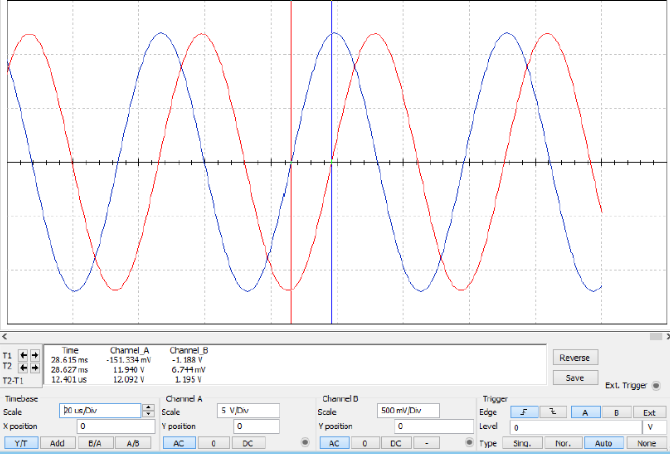 Time Channel_A Channel_B
T1 28.615 ms -151.334 mV -1.188 V
T2 28.627 ms 11.940 V 6.744 mV
T2-T1 12.401 us 12.092 V 1.195 V
Reverse
Save
Ext. Trigger
Timebase Channel A Channel B Trigger
Scale 20 us/Div Scale 5 V/Div Scale 500 mV/Div Edge A B Ext
X position 0 Y position 0 Y position 0 Level 0 V
Y/T Add B/A A/B AC 0 DC AC 0 DC - Type Sing. Nor. Auto None